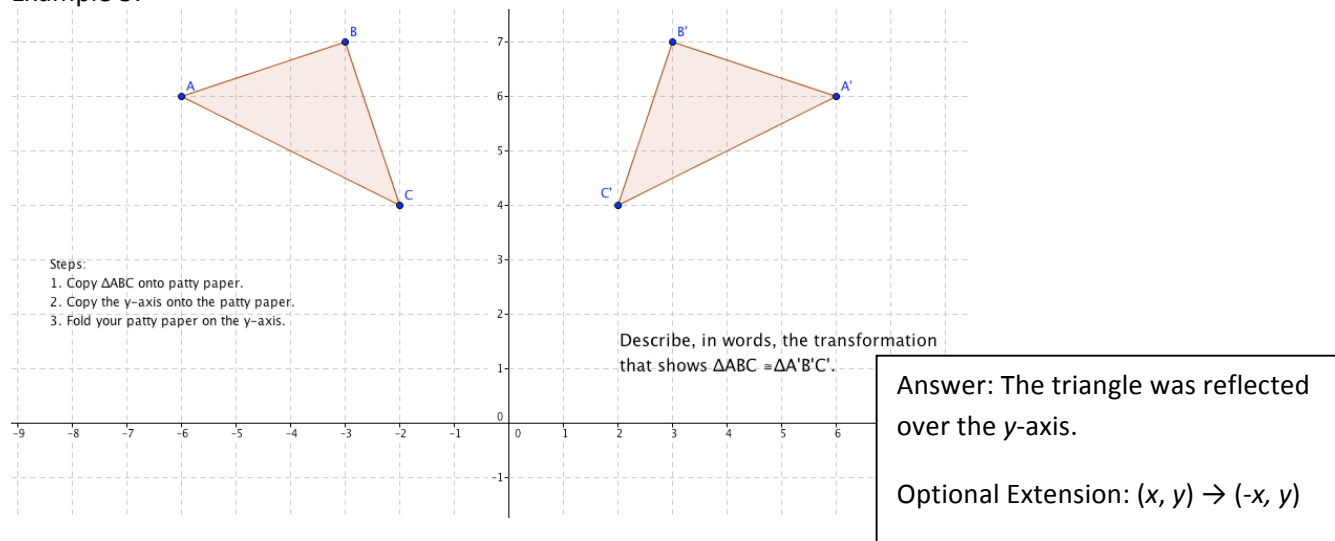 Example 3:
B
B'
7
A
A'
6
5
C
C'
4
3
Steps:
1. Copy ΔABC onto patty paper.
2. Copy the y-axis onto the patty paper.
3. Fold your patty paper on the y-axis.
2
Describe, in words, the transformation
that shows ΔABC ≅ΔA'B'C'.
1
Answer: The triangle was reflected
over the y-axis.
0
-9 -8 -7 -6 -5 -4 -3 -2 -1 0 1 2 3 4 5 6
-1
Optional Extension: (x, y) → (-x, y)